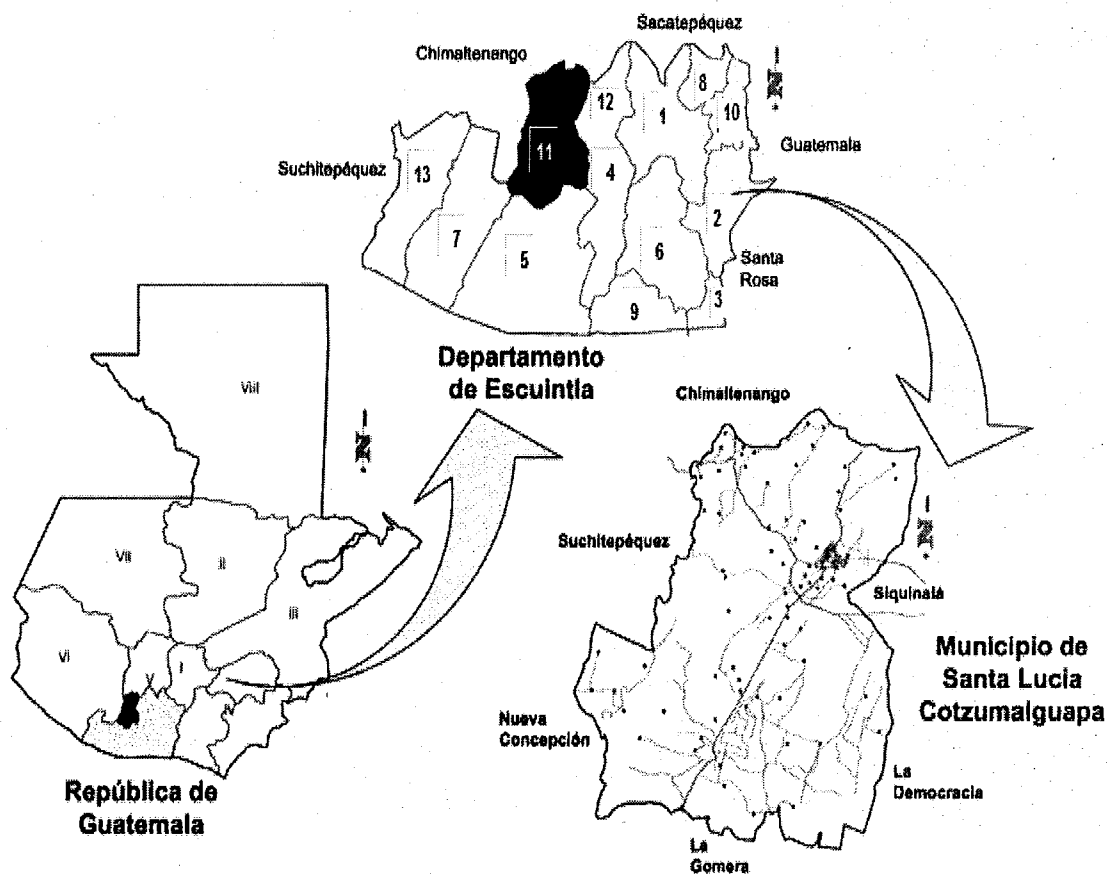 Sacatepéquez
Chimaltenango
8
12
1
10
N
11
Guatemala
Suchitepéquez
13
4
2
7
5
6
Santa
Rosa
3
9
Departamento
de Escuintla
VIII
N
VII
II
III
VI
V
I
IV
República de
Guatemala
Chimaltenango
N
Suchitepéquez
Siquinalá
Municipio de
Santa Lucia
Cotzumalguapa
Nueva
Concepción
La
Democracia
La
Gomera